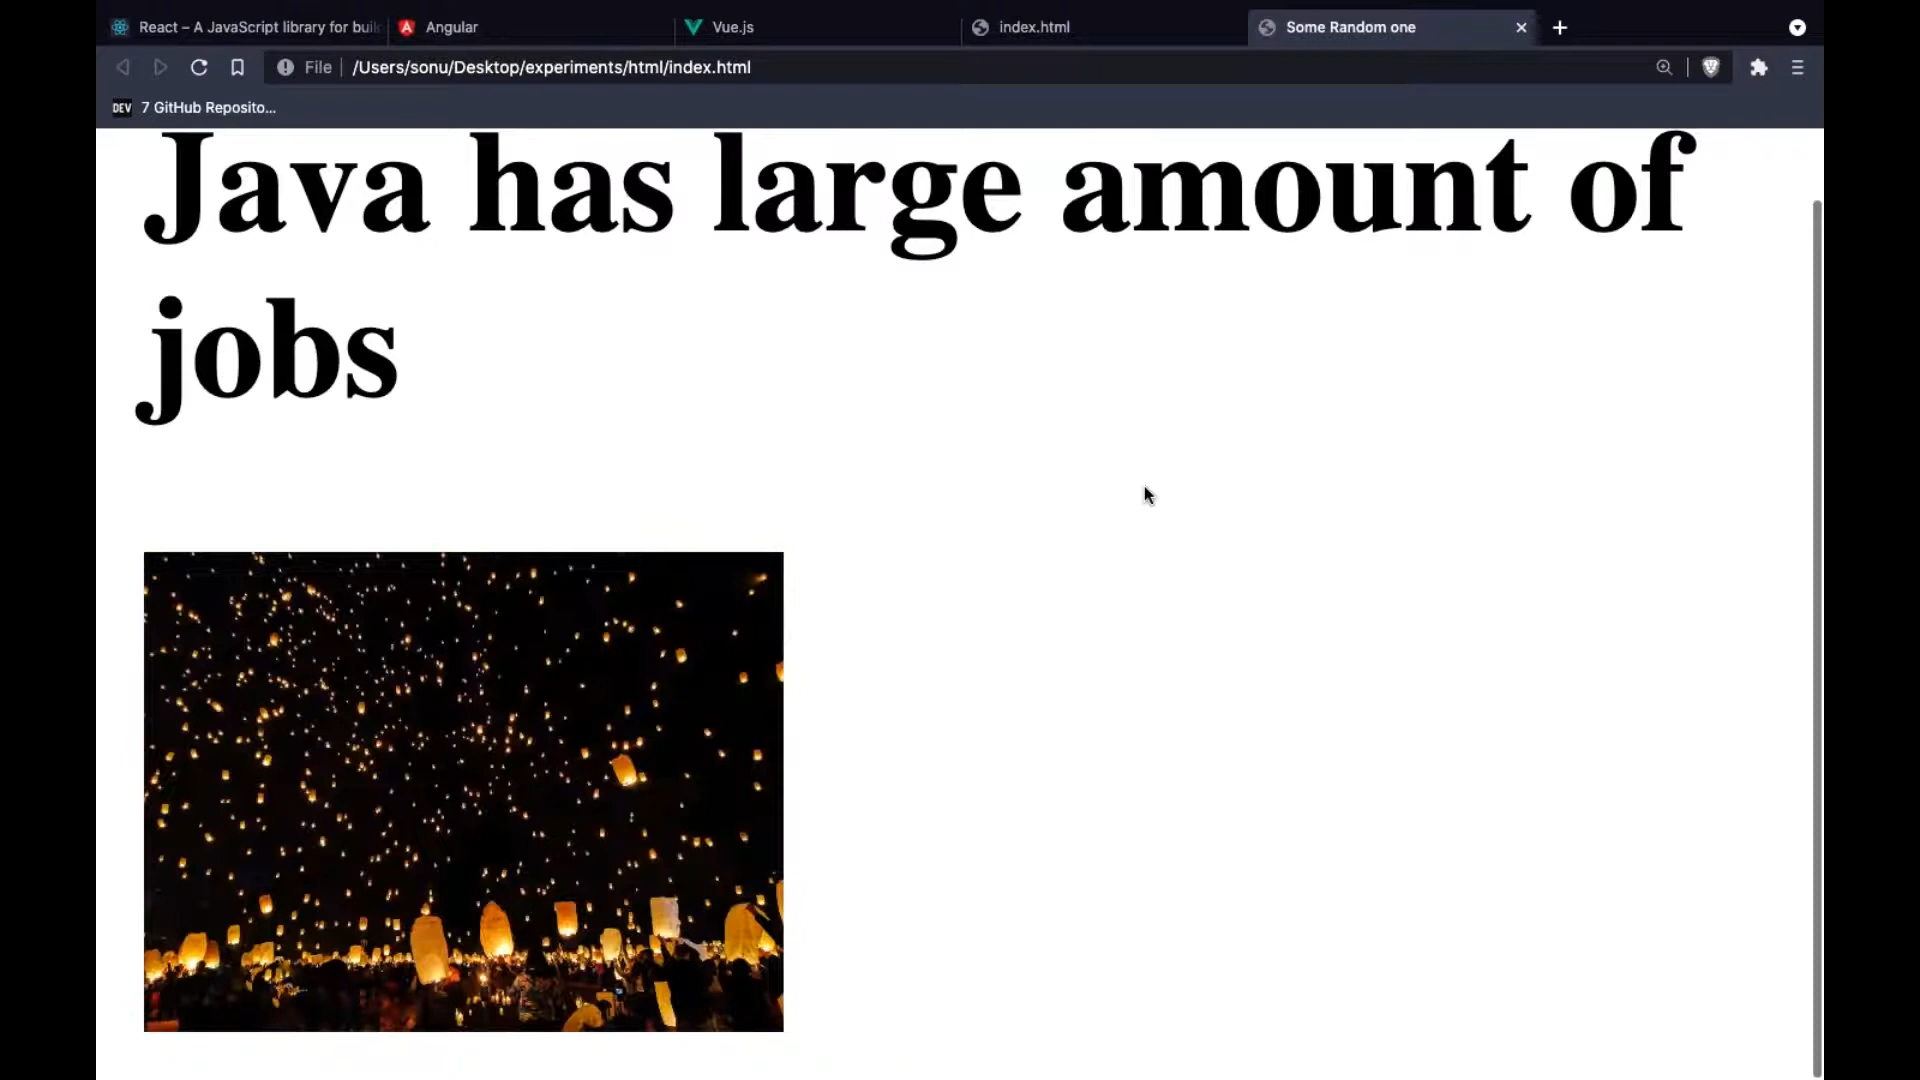 React – A JavaScript library for buil
Angular
Vue.js
index.html
Some Random one
File
/Users/sonu/Desktop/experiments/html/index.html
DEV
7 GitHub Reposito...
Java has large amount of
jobs